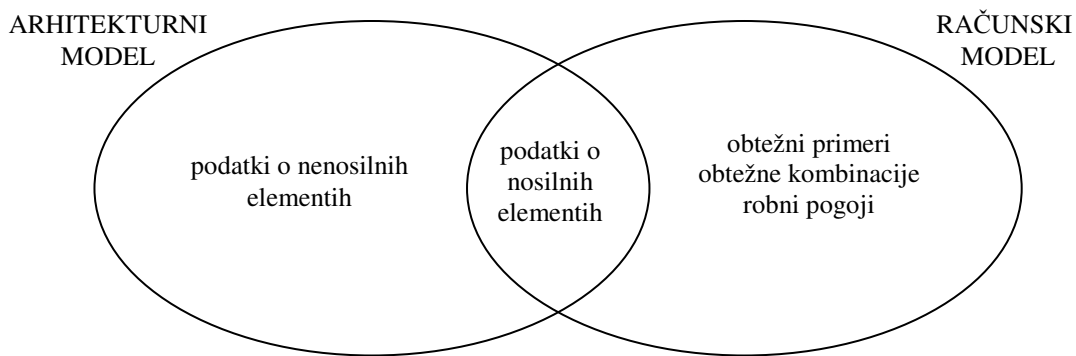 ARHITEKTURNI
MODEL
RAČUNSKI
MODEL
podatki o nenosilnih
elementih
podatki o
nosilnih
elementih
obtežni primeri
obtežne kombinacije
robni pogoji